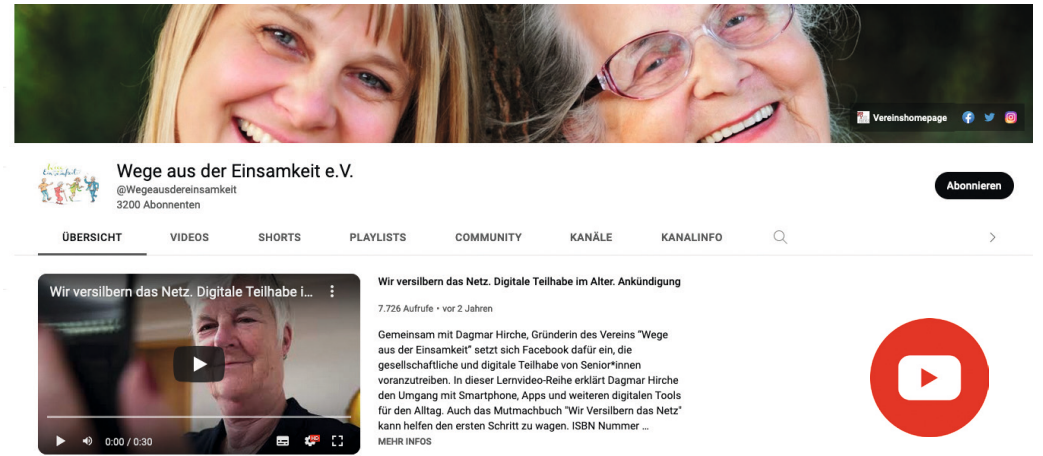 Vereinshomepage
Wege aus der Einsamkeit e.V.
@Wegeausdereinsamkeit
3200 Abonnenten
Abonnieren
ÜBERSICHT VIDEOS SHORTS PLAYLISTS COMMUNITY KANÄLE KANALINFO
Wir versilbern das Netz. Digitale Teilhabe i...
0:00 / 0:30
HD
Wir versilbern das Netz. Digitale Teilhabe im Alter. Ankündigung
7.726 Aufrufe • vor 2 Jahren
Gemeinsam mit Dagmar Hirche, Gründerin des Vereins "Wege
aus der Einsamkeit" setzt sich Facebook dafür ein, die
gesellschaftliche und digitale Teilhabe von Senior*innen
voranzutreiben. In dieser Lernvideo-Reihe erklärt Dagmar Hirche
den Umgang mit Smartphone, Apps und weiteren digitalen Tools
für den Alltag. Auch das Mutmachbuch "Wir Versilbern das Netz"
kann helfen den ersten Schritt zu wagen. ISBN Nummer ...
MEHR INFOS